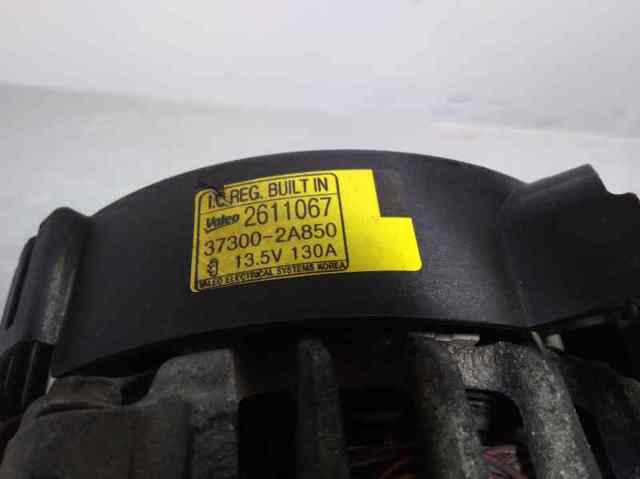 I.C REG. BUILT IN
Valeo 2611067
37300-2A850
13.5V 130A
VALEO ELECTRICAL SYSTEMS KOREA